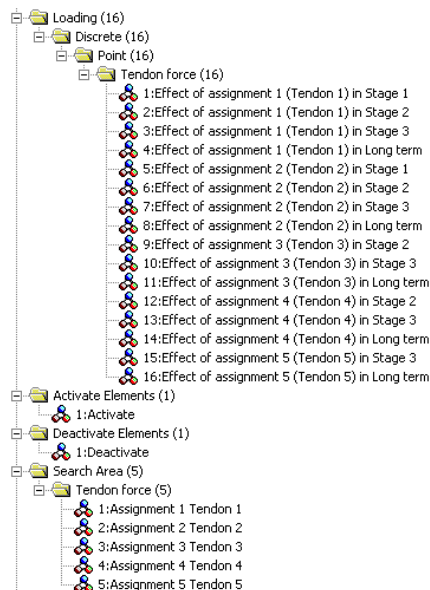 Loading (16)
Discrete (16)
Point (16)
Tendon force (16)
1:Effect of assignment 1 (Tendon 1) in Stage 1
2:Effect of assignment 1 (Tendon 1) in Stage 2
3:Effect of assignment 1 (Tendon 1) in Stage 3
4:Effect of assignment 1 (Tendon 1) in Long term
5:Effect of assignment 2 (Tendon 2) in Stage 1
6:Effect of assignment 2 (Tendon 2) in Stage 2
7:Effect of assignment 2 (Tendon 2) in Stage 3
8:Effect of assignment 2 (Tendon 2) in Long term
9:Effect of assignment 3 (Tendon 3) in Stage 2
10:Effect of assignment 3 (Tendon 3) in Stage 3
11:Effect of assignment 3 (Tendon 3) in Long term
12:Effect of assignment 4 (Tendon 4) in Stage 2
13:Effect of assignment 4 (Tendon 4) in Stage 3
14:Effect of assignment 4 (Tendon 4) in Long term
15:Effect of assignment 5 (Tendon 5) in Stage 3
16:Effect of assignment 5 (Tendon 5) in Long term
Activate Elements (1)
1:Activate
Deactivate Elements (1)
1:Deactivate
Search Area (5)
Tendon force (5)
1:Assignment 1 Tendon 1
2:Assignment 2 Tendon 2
3:Assignment 3 Tendon 3
4:Assignment 4 Tendon 4
5:Assignment 5 Tendon 5